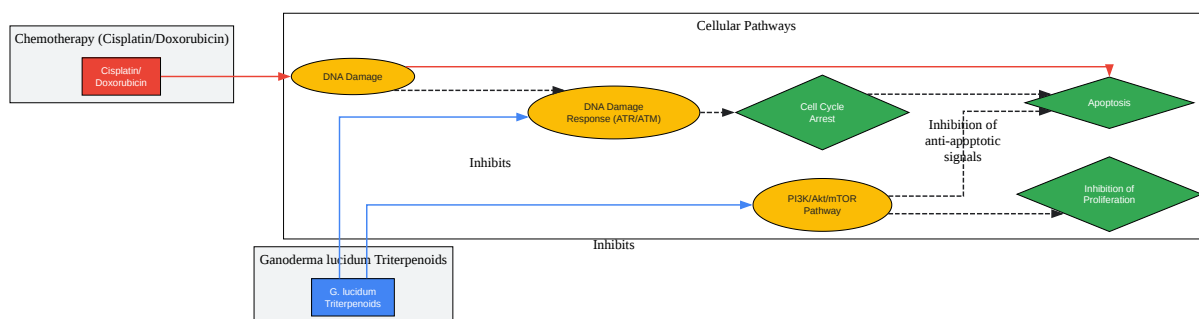 Cellular Pathways
Chemotherapy (Cisplatin/Doxorubicin)
Cisplatin/
Doxorubicin
DNA Damage
DNA Damage
Response (ATR/ATM)
Cell Cycle
Arrest
Apoptosis
Inhibition of
anti-apoptotic
signals
Inhibits
PI3K/Akt/mTOR
Pathway
Inhibition of
Proliferation
Inhibits
Ganoderma lucidum Triterpenoids
G. lucidum
Triterpenoids